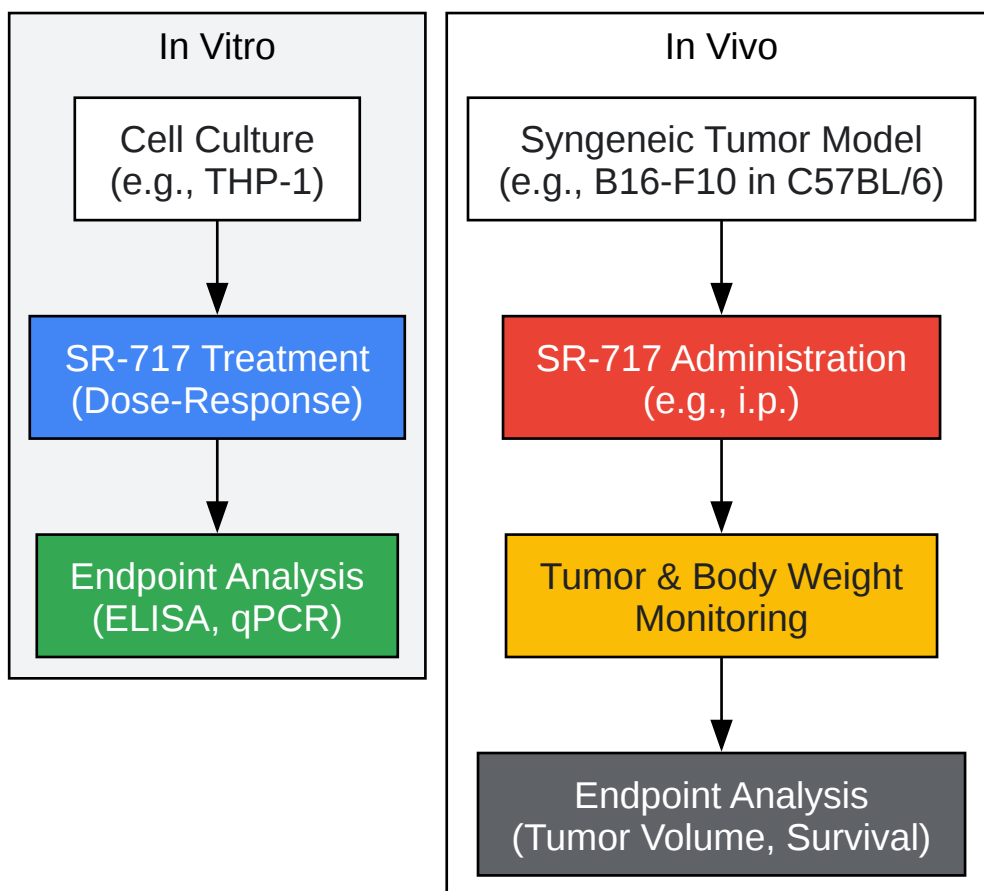 In Vitro
Cell Culture
(e.g., THP-1)
SR-717 Treatment
(Dose-Response)
Endpoint Analysis
(ELISA, qPCR)
In Vivo
Syngeneic Tumor Model
(e.g., B16-F10 in C57BL/6)
SR-717 Administration
(e.g., i.p.)
Tumor & Body Weight
Monitoring
Endpoint Analysis
(Tumor Volume, Survival)